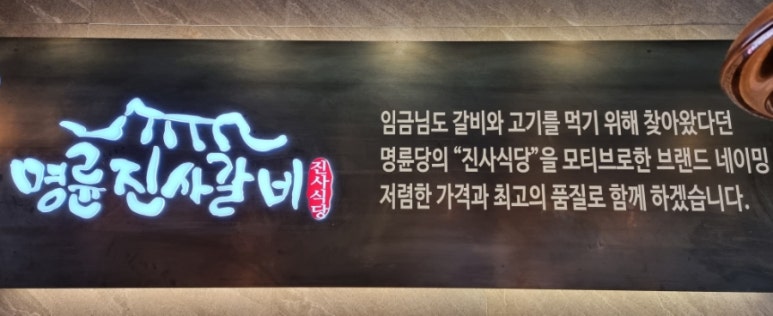 명륜진사갈비
진사식당
임금님도 갈비와 고기를 먹기 위해 찾아왔다던
명륜당의 “진사식당”을 모티브로한 브랜드 네이밍
저렴한 가격과 최고의 품질로 함께 하겠습니다.